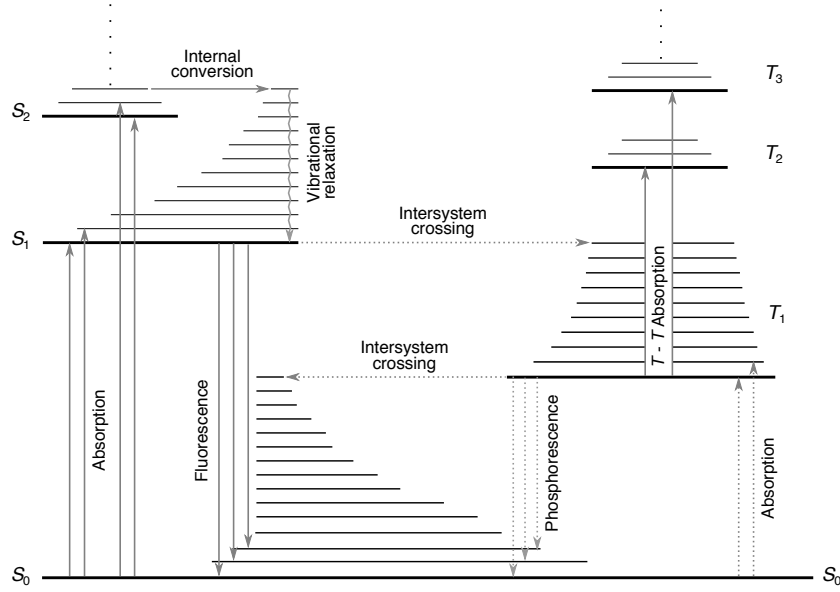 Internal
conversion
T3
S2
T2
Vibrational
relaxation
Intersystem
crossing
S1
T - T Absorption
T1
Intersystem
crossing
Absorption
Fluorescence
Phosphorescence
Absorption
S0
S0